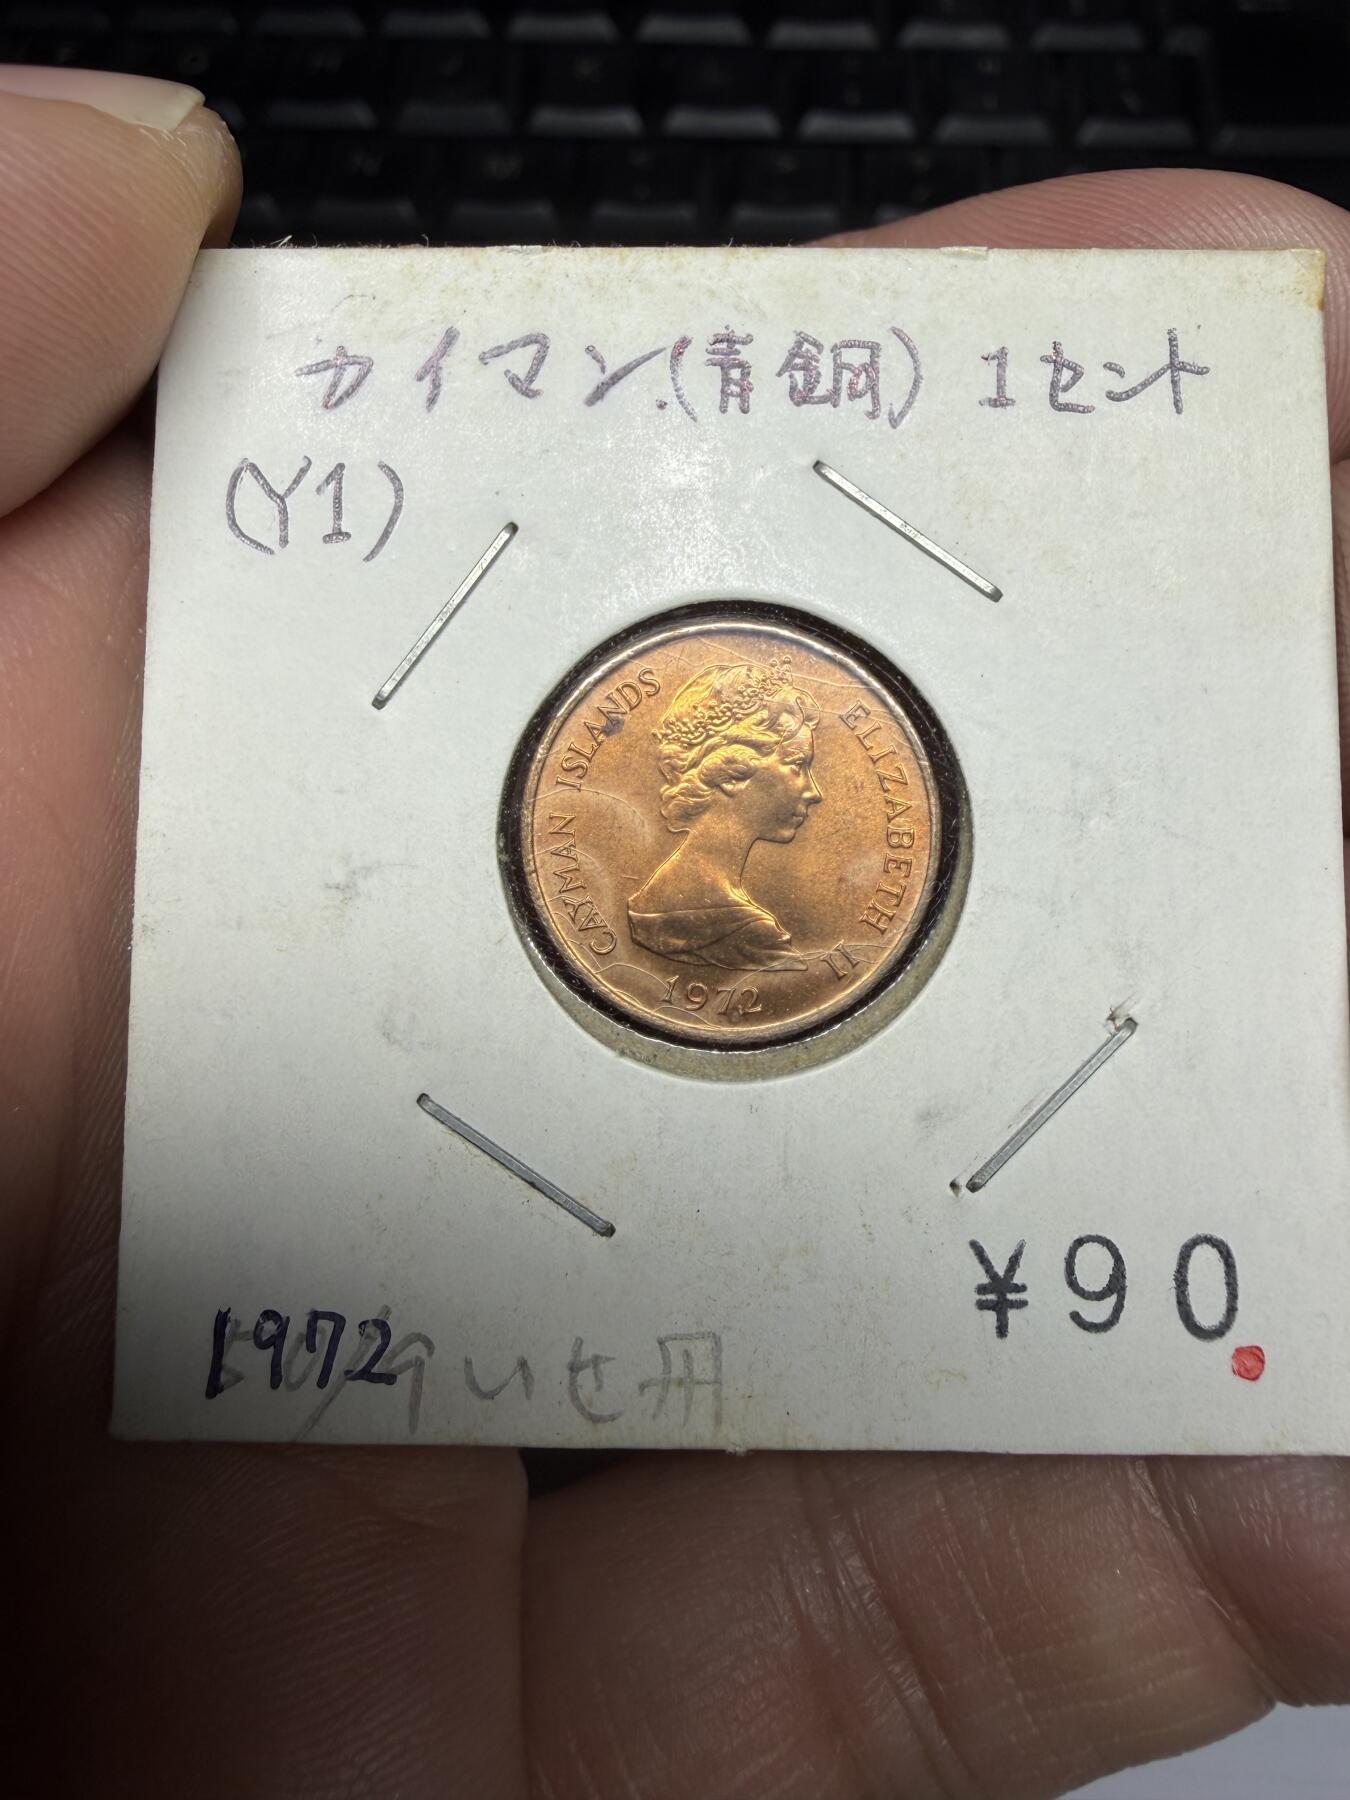 カイマン(青銅) 1セント
(Y1)
CAYMAN ISLANDS
ELIZABETH II
1972
¥90
1972